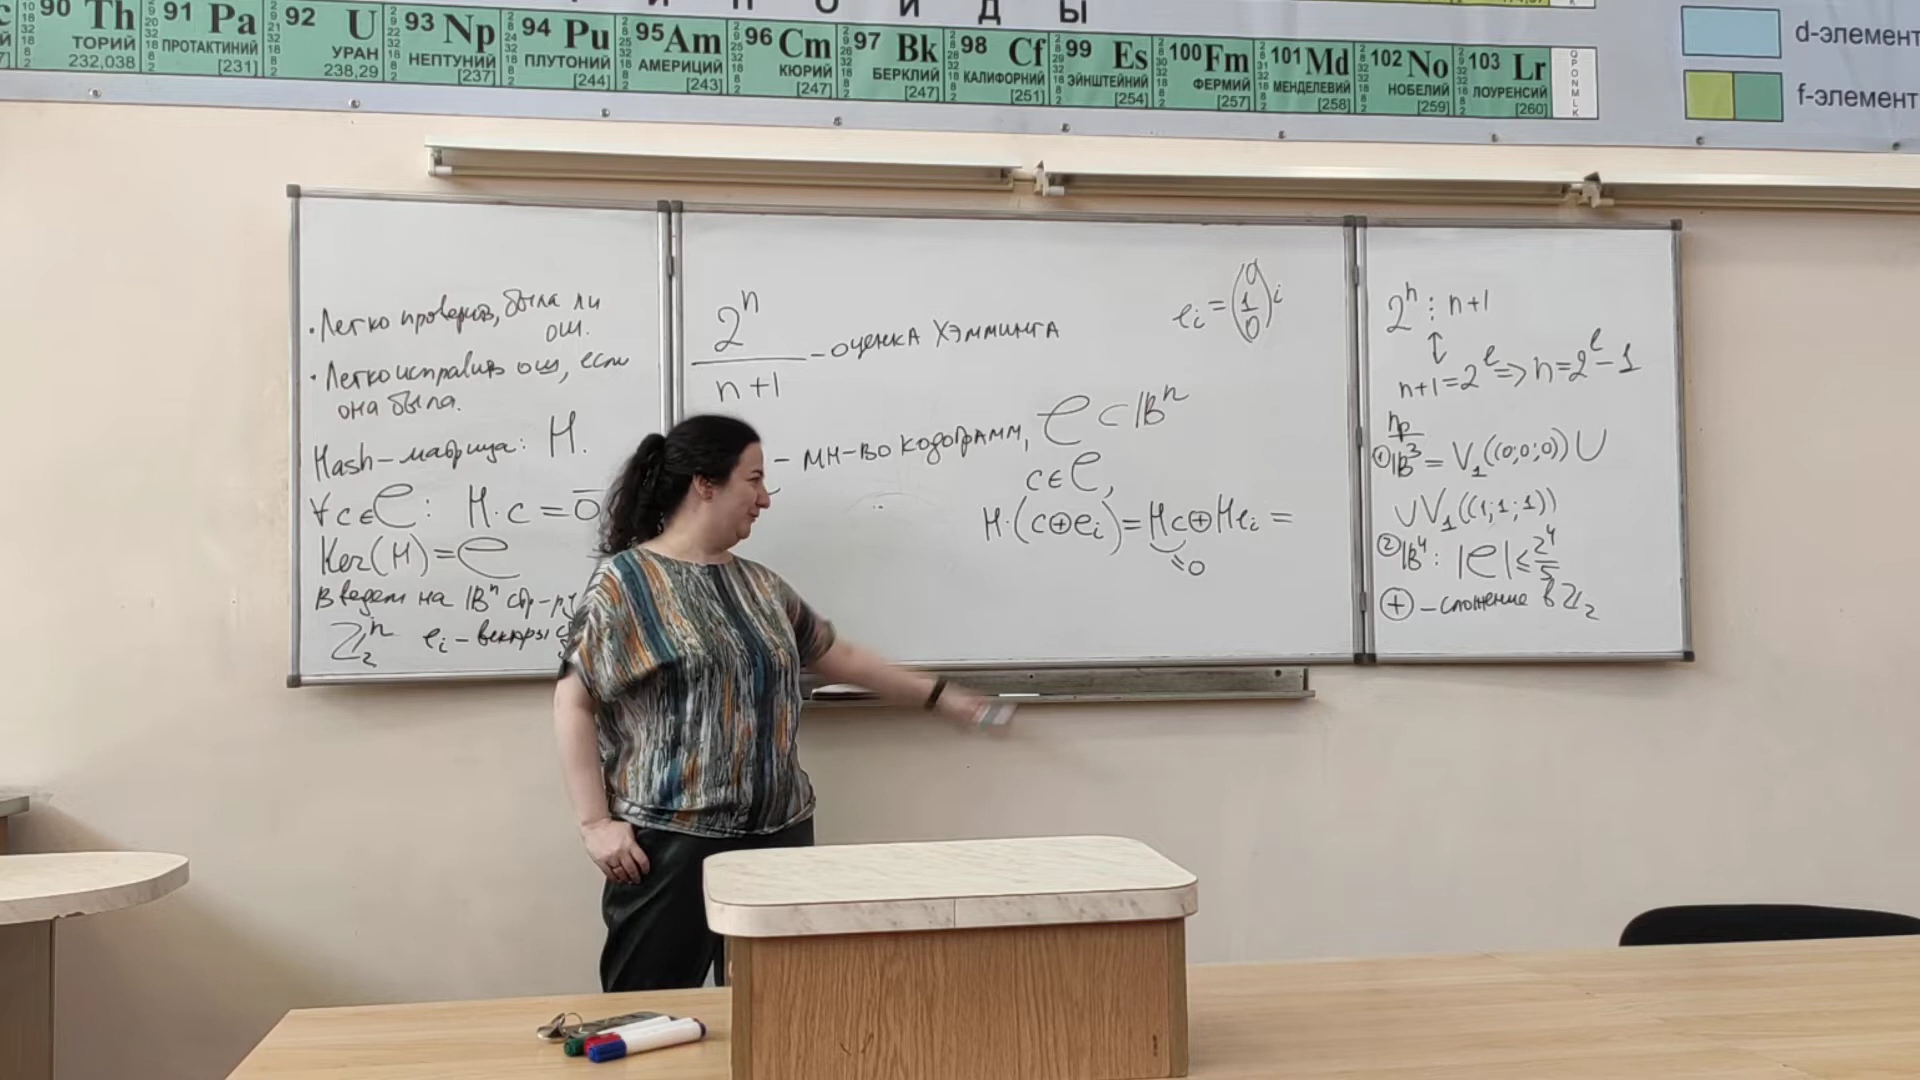 90 Th ТОРИЙ 232,038
91 Pa ПРОТАКТИНИЙ [231]
92 U УРАН 238,29
93 Np НЕПТУНИЙ [237]
94 Pu ПЛУТОНИЙ [244]
95 Am АМЕРИЦИЙ [243]
96 Cm КЮРИЙ [247]
97 Bk БЕРКЛИЙ [247]
98 Cf КАЛИФОРНИЙ [251]
99 Es ЭЙНШТЕЙНИЙ [254]
100 Fm ФЕРМИЙ [257]
101 Md МЕНДЕЛЕВИЙ [258]
102 No НОБЕЛИЙ [259]
103 Lr ЛОУРЕНСИЙ [260]
d-элемент
f-элемент
· Легко проверить, была ли
ош.
· Легко исправить ош, если
она была.
Hash-матрица: H.
∀c∈C: H·c=0̅
Ker(H)=C
Введем на 𝔹ⁿ стр-ру
ℤ₂ⁿ eᵢ – векторы
2ⁿ/(n+1) – оценка Хэмминга
– мн-во кодограмм, C⊂𝔹ⁿ
c∈C,
H·(c⊕eᵢ)=Hc⊕Heᵢ=
=0
eᵢ=(0 1 0)i
2ⁿ ⋮ n+1
↕
n+1=2ˡ⇒n=2ˡ−1
Пр
① 𝔹³=V₁((0;0;0))∪
∪V₁((1;1;1))
② 𝔹⁴: |C|≤2⁴/5
⊕ – сложение в ℤ₂